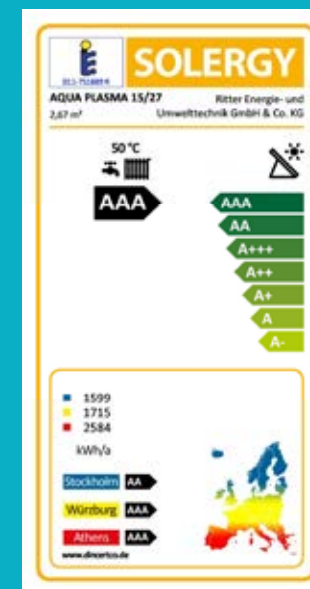 SOLERGY
AQUA PLASMA 15/27
Ritter Energie- und
2,67 m²
Umwelttechnik GmbH & Co. KG
50 °C
AAA
AAA
AA
A+++
A++
A+
A
A-
1599
1715
2584
kWh/a
Stockholm AA
Würzburg AAA
Athens AAA
www.dincertco.de